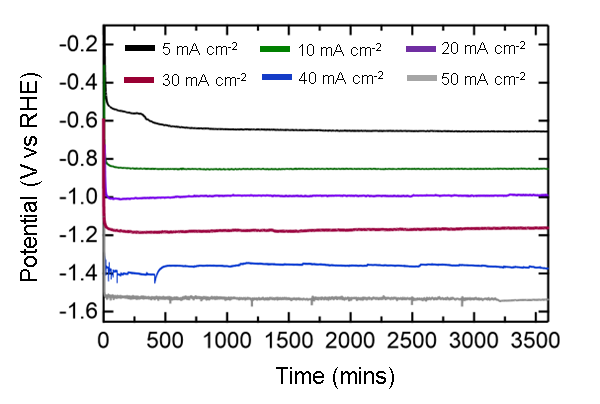 -0.2
-0.4
-0.6
-0.8
-1.0
-1.2
-1.4
-1.6
Potential (V vs RHE)
5 mA cm-2 10 mA cm-2 20 mA cm-2
30 mA cm-2 40 mA cm-2 50 mA cm-2
0 500 1000 1500 2000 2500 3000 3500
Time (mins)